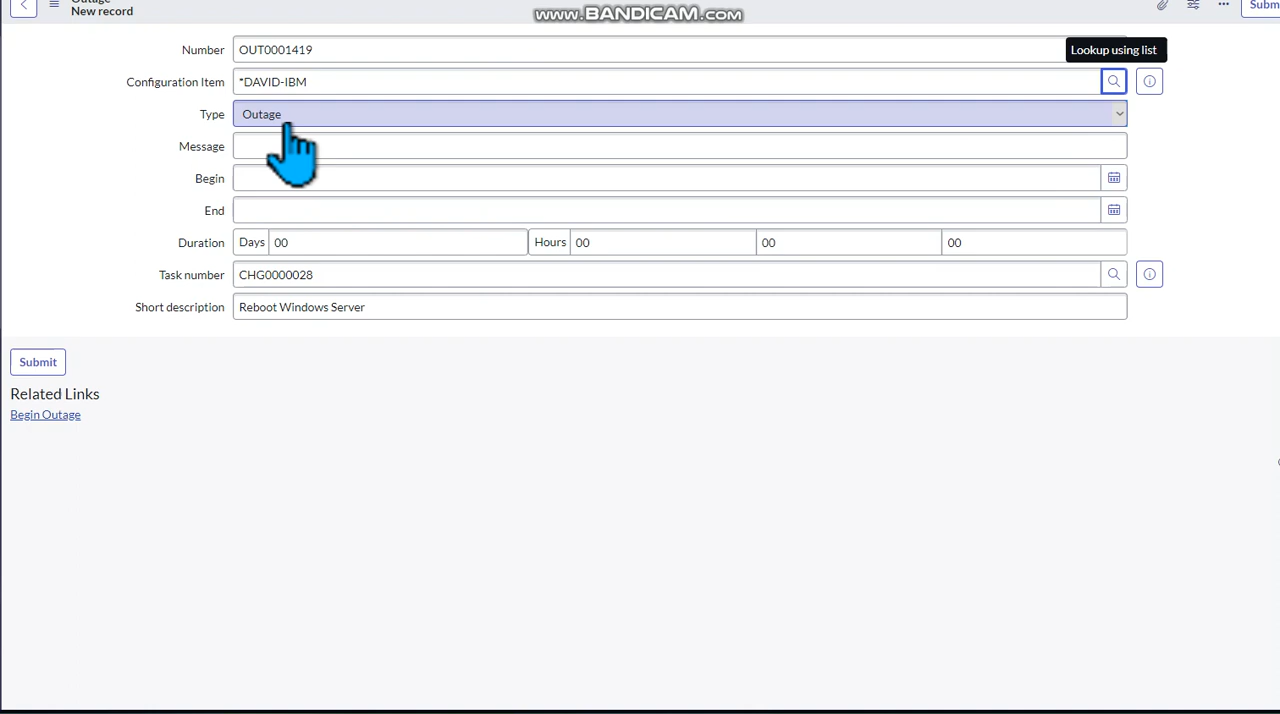 Outage
New record
www.BANDICAM.com
Subm
Number OUT0001419
Lookup using list
Configuration Item *DAVID-IBM
Type Outage
Message
Begin
End
Duration Days 00 Hours 00 00 00
Task number CHG0000028
Short description Reboot Windows Server
Submit
Related Links
Begin Outage